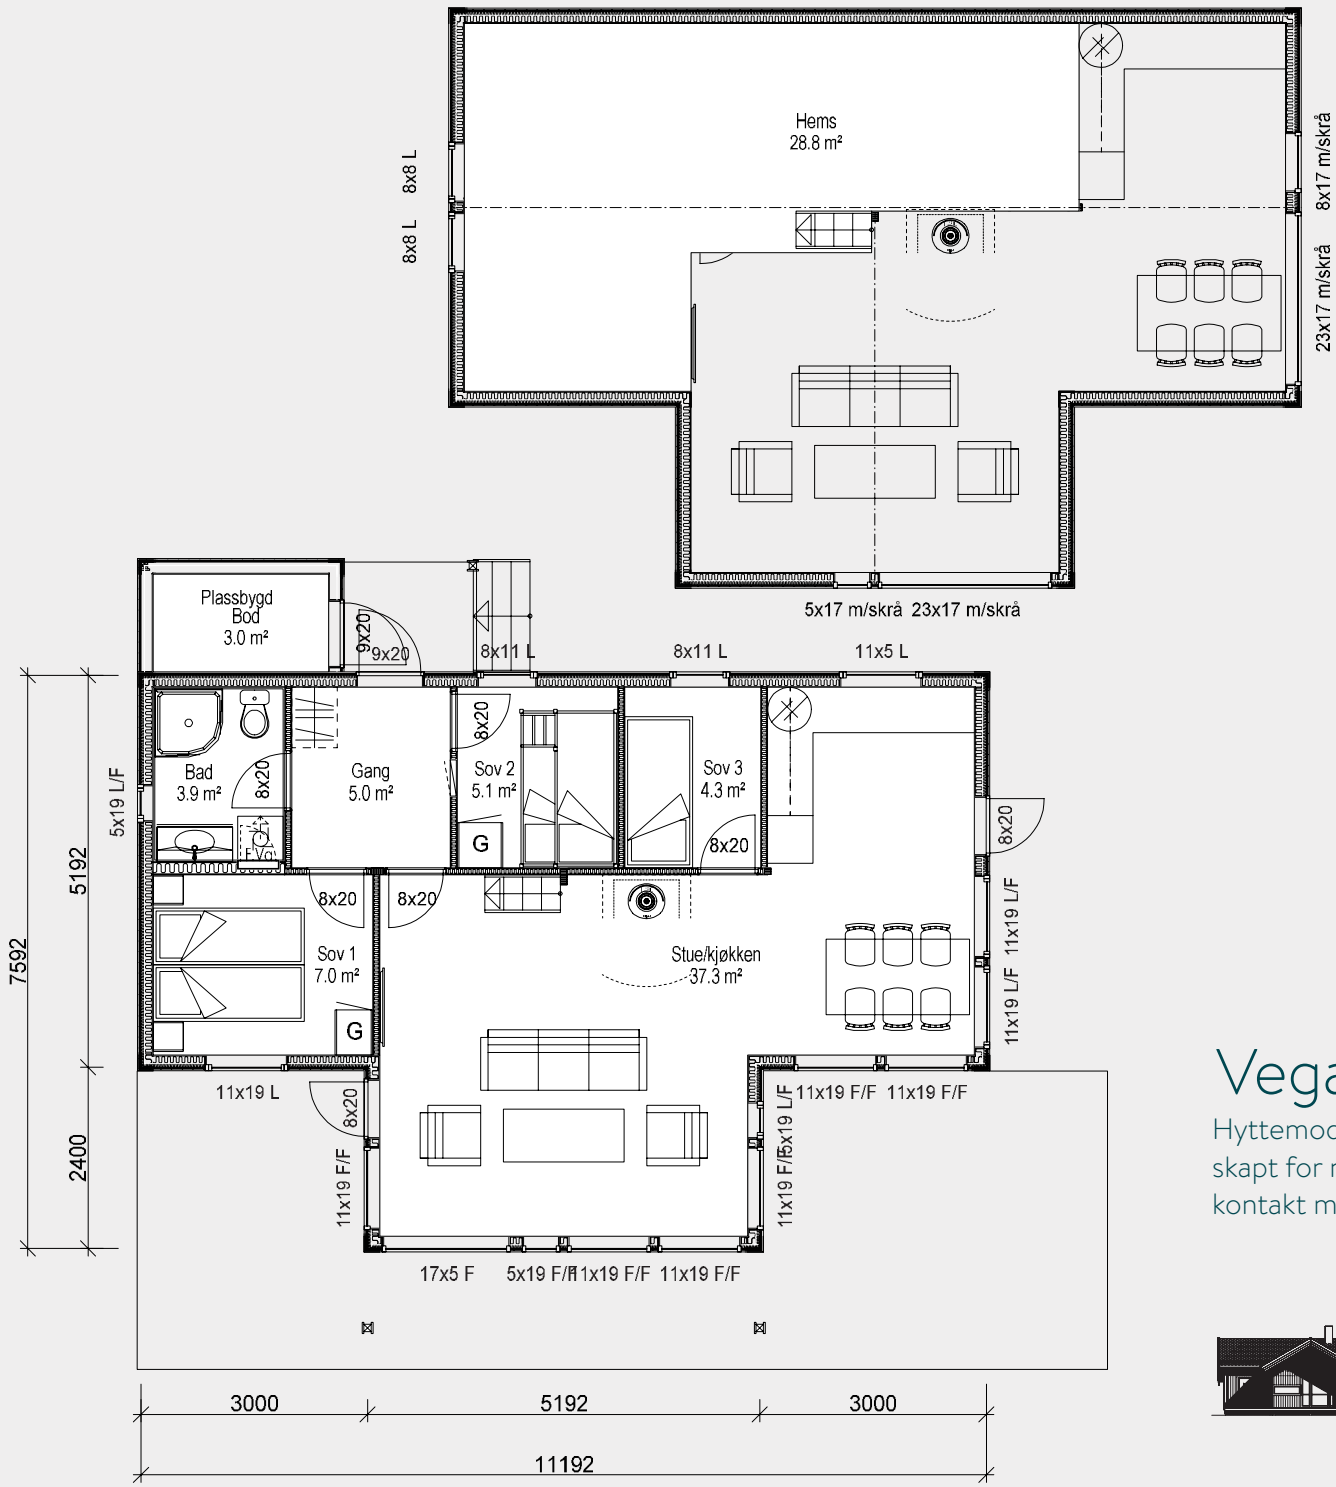 Hems
28.8 m²
8x8 L
8x8 L
8x17 m/skrå
23x17 m/skrå
5x17 m/skrå 23x17 m/skrå
Plassbygd
Bod
3.0 m²
9x20
9x20
8x11 L
8x11 L
11x5 L
5x19 L/F
Bad
3.9 m²
8x20
Gang
5.0 m²
8x20
Sov 2
5.1 m²
G
Sov 3
4.3 m²
8x20
8x20
8x20
8x20
Sov 1
7.0 m²
G
Stue/kjøkken
37.3 m²
11x19 L/F
11x19 L/F
11x19 L
8x20
11x19 F/F
5x19 L/F
11x19 F/F
11x19 F/F 11x19 F/F
17x5 F
5x19 F/F
11x19 F/F
11x19 F/F
5192
7592
2400
3000
5192
3000
11192
Vega
Hyttemod
skapt for
kontakt m